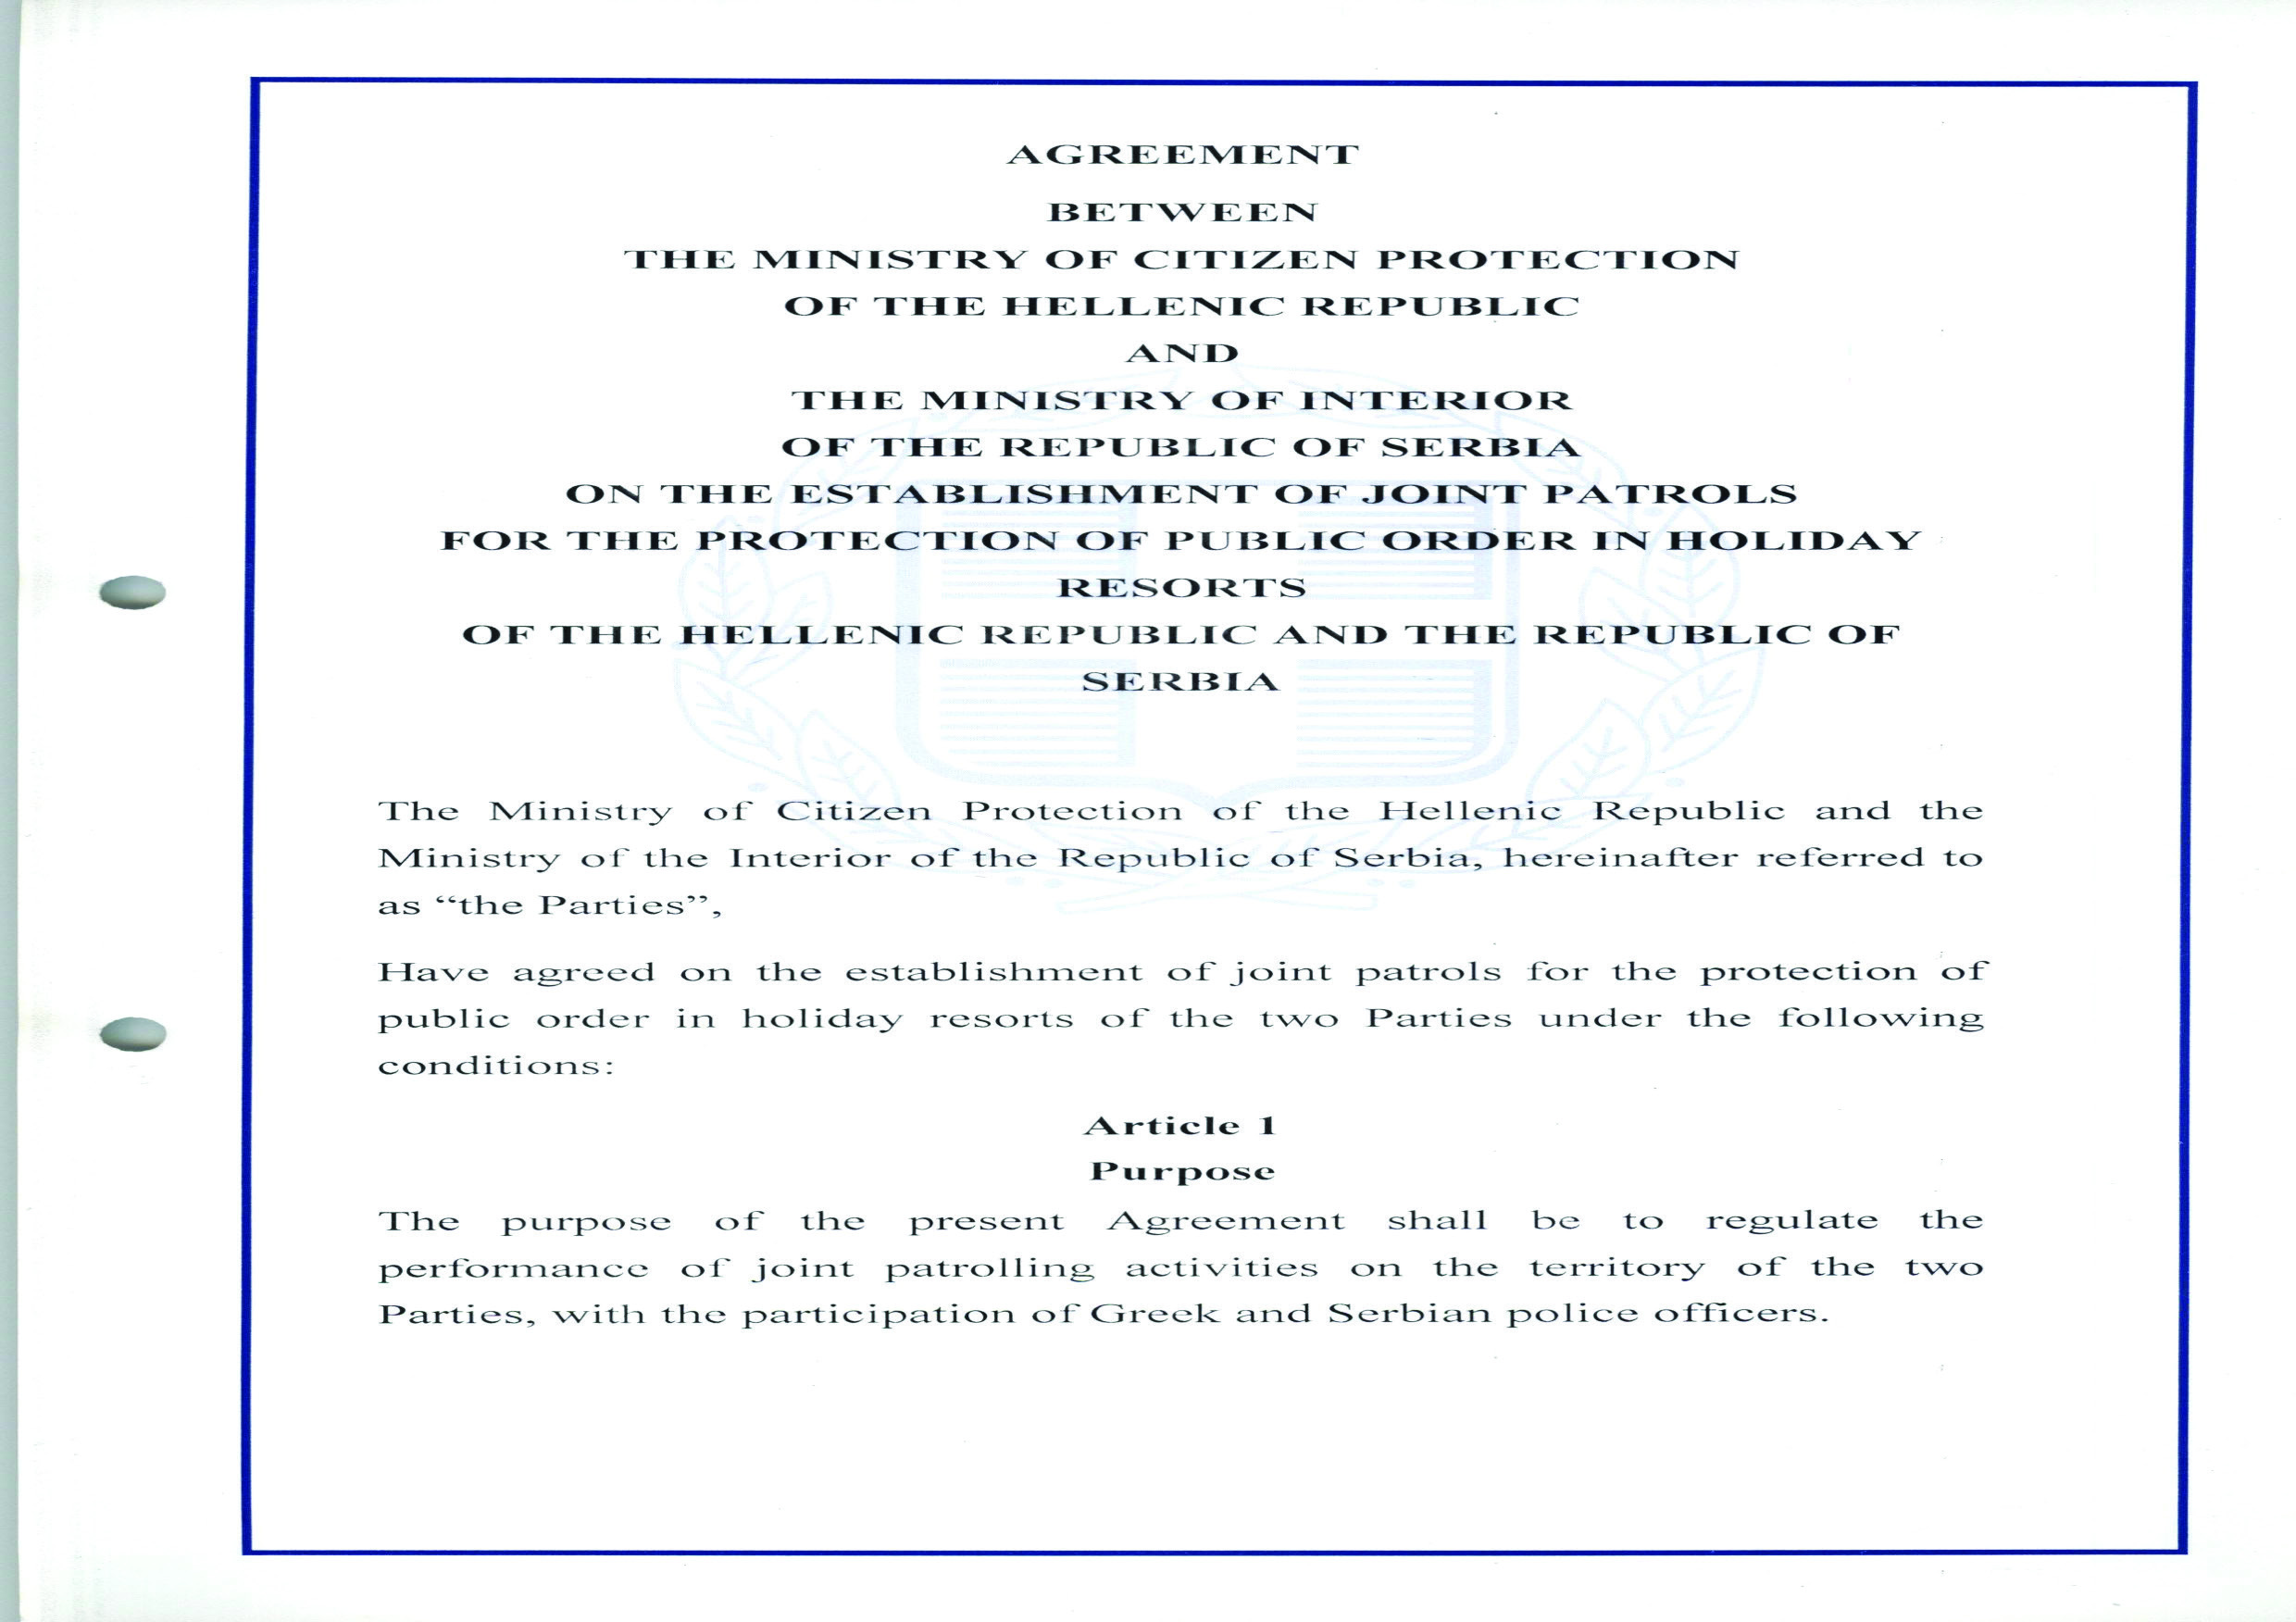 AGREEMENT
BETWEEN
THE MINISTRY OF CITIZEN PROTECTION
OF THE HELLENIC REPUBLIC
AND
THE MINISTRY OF INTERIOR
OF THE REPUBLIC OF SERBIA
ON THE ESTABLISHMENT OF JOINT PATROLS
FOR THE PROTECTION OF PUBLIC ORDER IN HOLIDAY
RESORTS
OF THE HELLENIC REPUBLIC AND THE REPUBLIC OF
SERBIA
The Ministry of Citizen Protection of the Hellenic Republic and the
Ministry of the Interior of the Republic of Serbia, hereinafter referred to
as “the Parties”,
Have agreed on the establishment of joint patrols for the protection of
public order in holiday resorts of the two Parties under the following
conditions:
Article 1
Purpose
The purpose of the present Agreement shall be to regulate the
performance of joint patrolling activities on the territory of the two
Parties, with the participation of Greek and Serbian police officers.